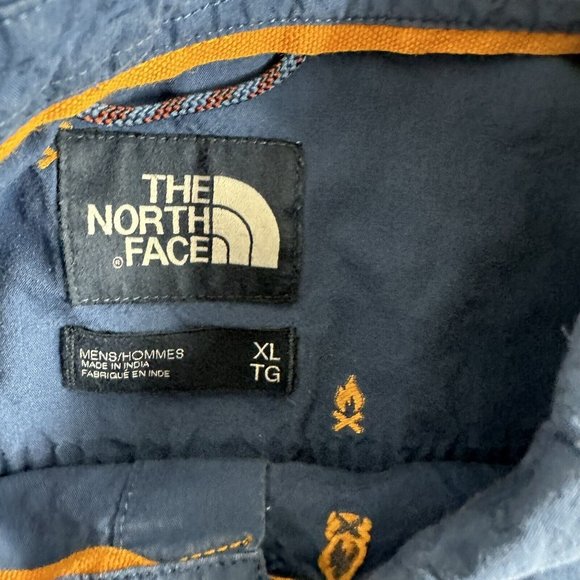 THE
NORTH
® FACE
MENS/HOMMES
MADE IN INDIA
FABRIQUÉ EN INDE
XL
TG